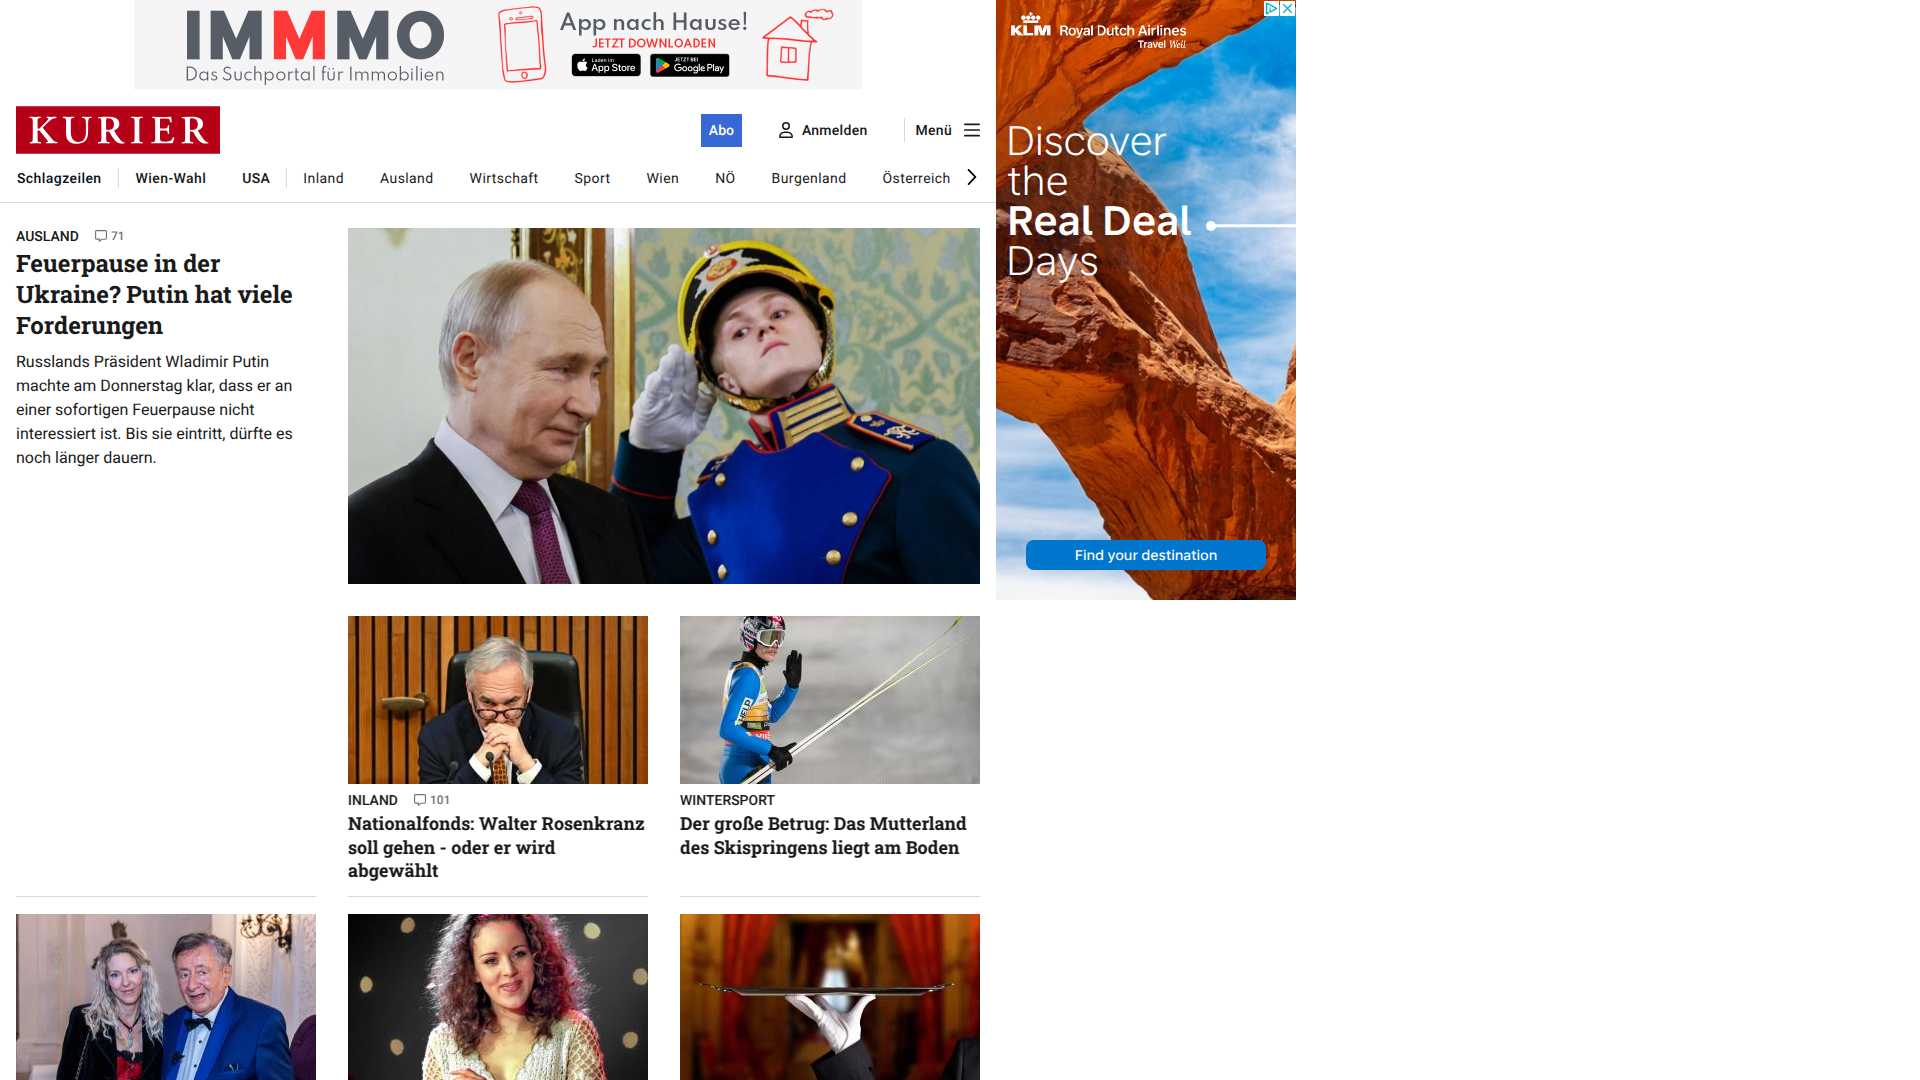 IMMMO
Das Suchportal für Immobilien
App nach Hause!
JETZT DOWNLOADEN
Laden im
App Store
JETZT BEI
Google Play
KLM Royal Dutch Airlines
Travel Well
Discover
the
Real Deal
Days
Find your destination
KURIER
Abo
Anmelden
Menü
Schlagzeilen
Wien-Wahl
USA
Inland
Ausland
Wirtschaft
Sport
Wien
NÖ
Burgenland
Österreich
AUSLAND
71
Feuerpause in der
Ukraine? Putin hat viele
Forderungen
Russlands Präsident Wladimir Putin
machte am Donnerstag klar, dass er an
einer sofortigen Feuerpause nicht
interessiert ist. Bis sie eintritt, dürfte es
noch länger dauern.
INLAND
101
Nationalfonds: Walter Rosenkranz
soll gehen - oder er wird
abgewählt
WINTERSPORT
Der große Betrug: Das Mutterland
des Skispringens liegt am Boden